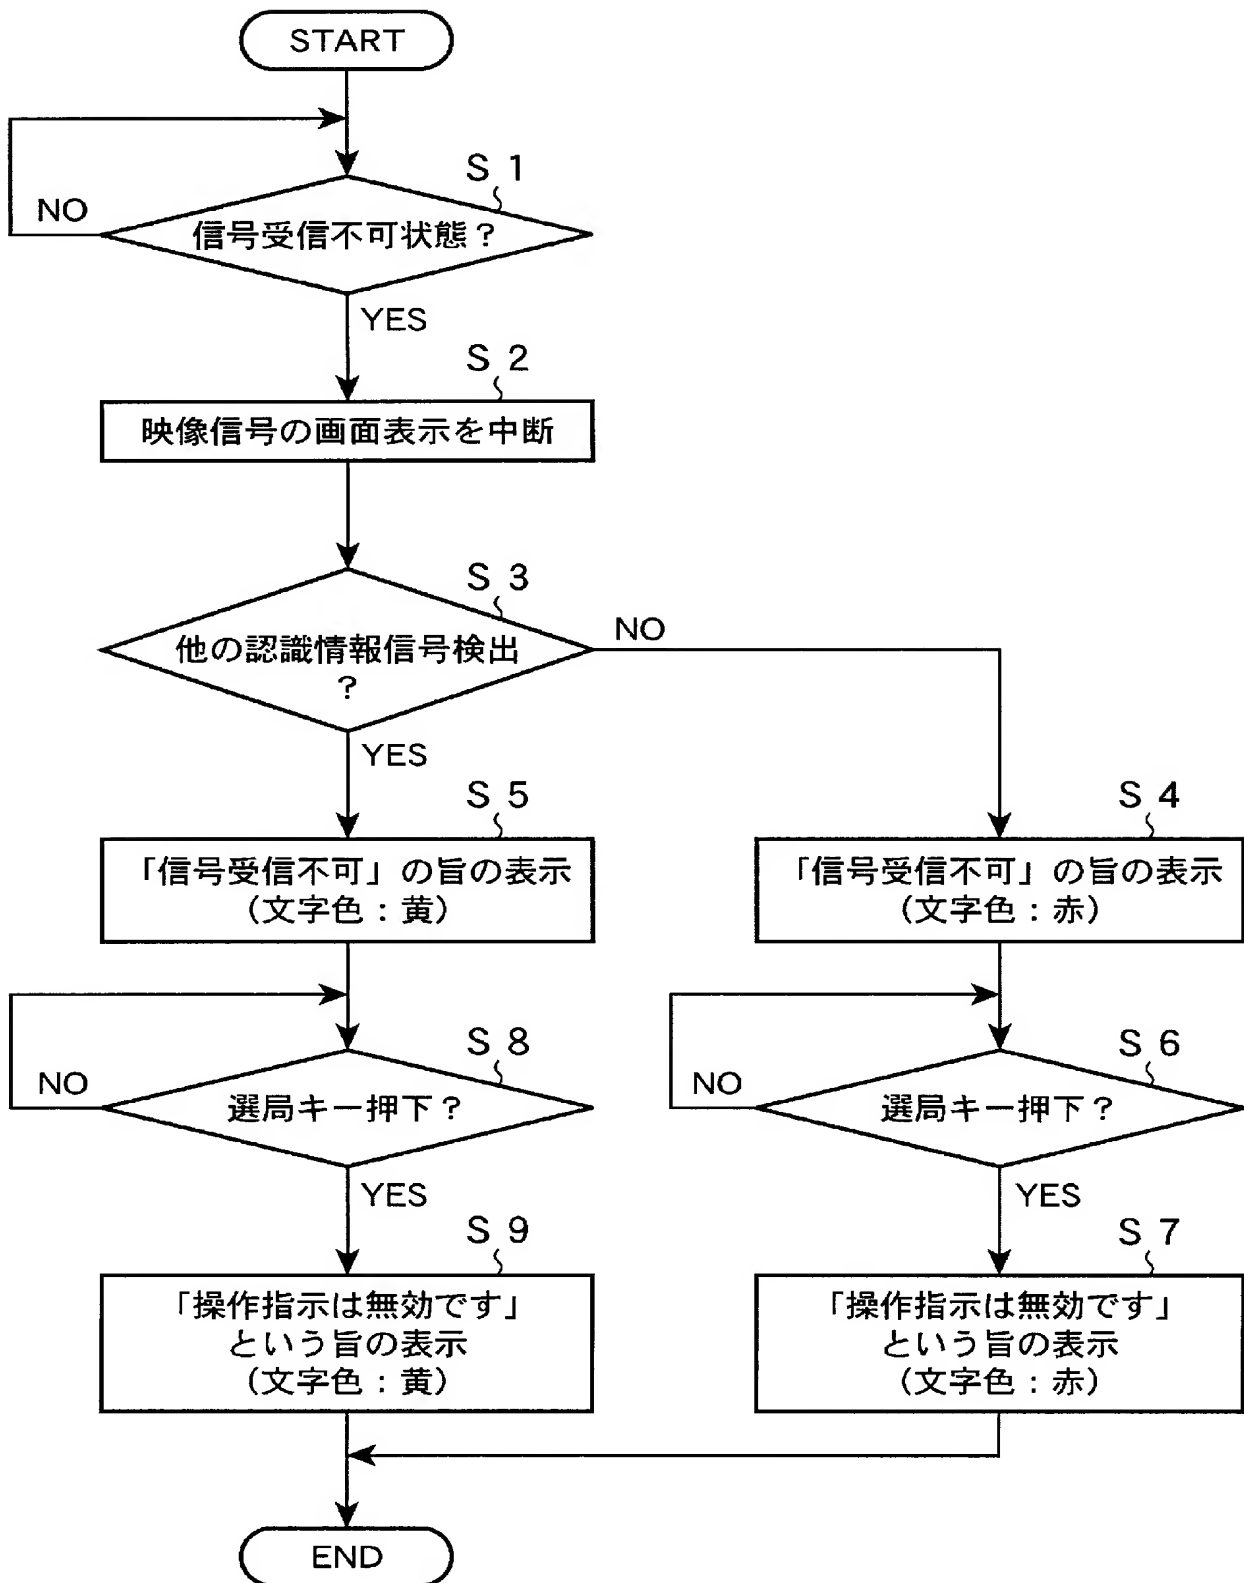 START
S 1
NO
信号受信不可状態？
YES
S 2
映像信号の画面表示を中断
S 3
他の認識情報信号検出
？
NO
YES
S 5
「信号受信不可」の旨の表示
（文字色：黄）
S 4
「信号受信不可」の旨の表示
（文字色：赤）
S 8
NO
選局キー押下？
YES
S 6
NO
選局キー押下？
YES
S 9
「操作指示は無効です」
という旨の表示
（文字色：黄）
S 7
「操作指示は無効です」
という旨の表示
（文字色：赤）
END